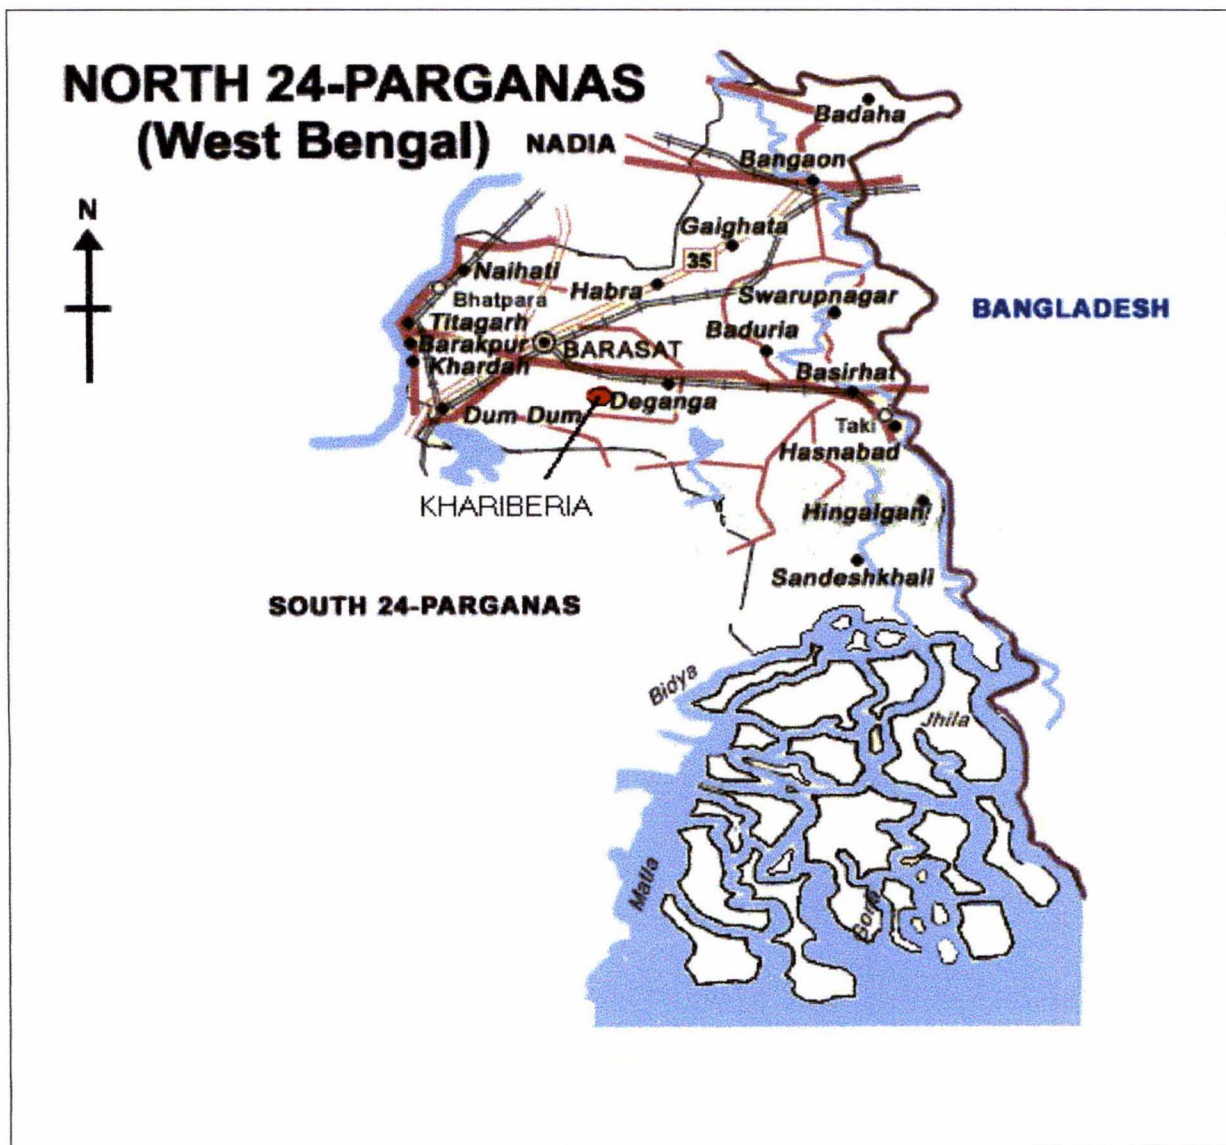 NORTH 24-PARGANAS
(West Bengal)
NADIA
Badaha
Bangaon
N
Gaighata
35
Naihati
Bhatpara
Habra
Swarupnagar
BANGLADESH
Titagarh
Baduria
Barakpur
BARASAT
Khardah
Basirhat
Deganga
Dum Dum
Taki
Hasnabad
KHARIBERIA
Hingalganj
Sandeshkhali
SOUTH 24-PARGANAS
Bidya
Jhila
Matla